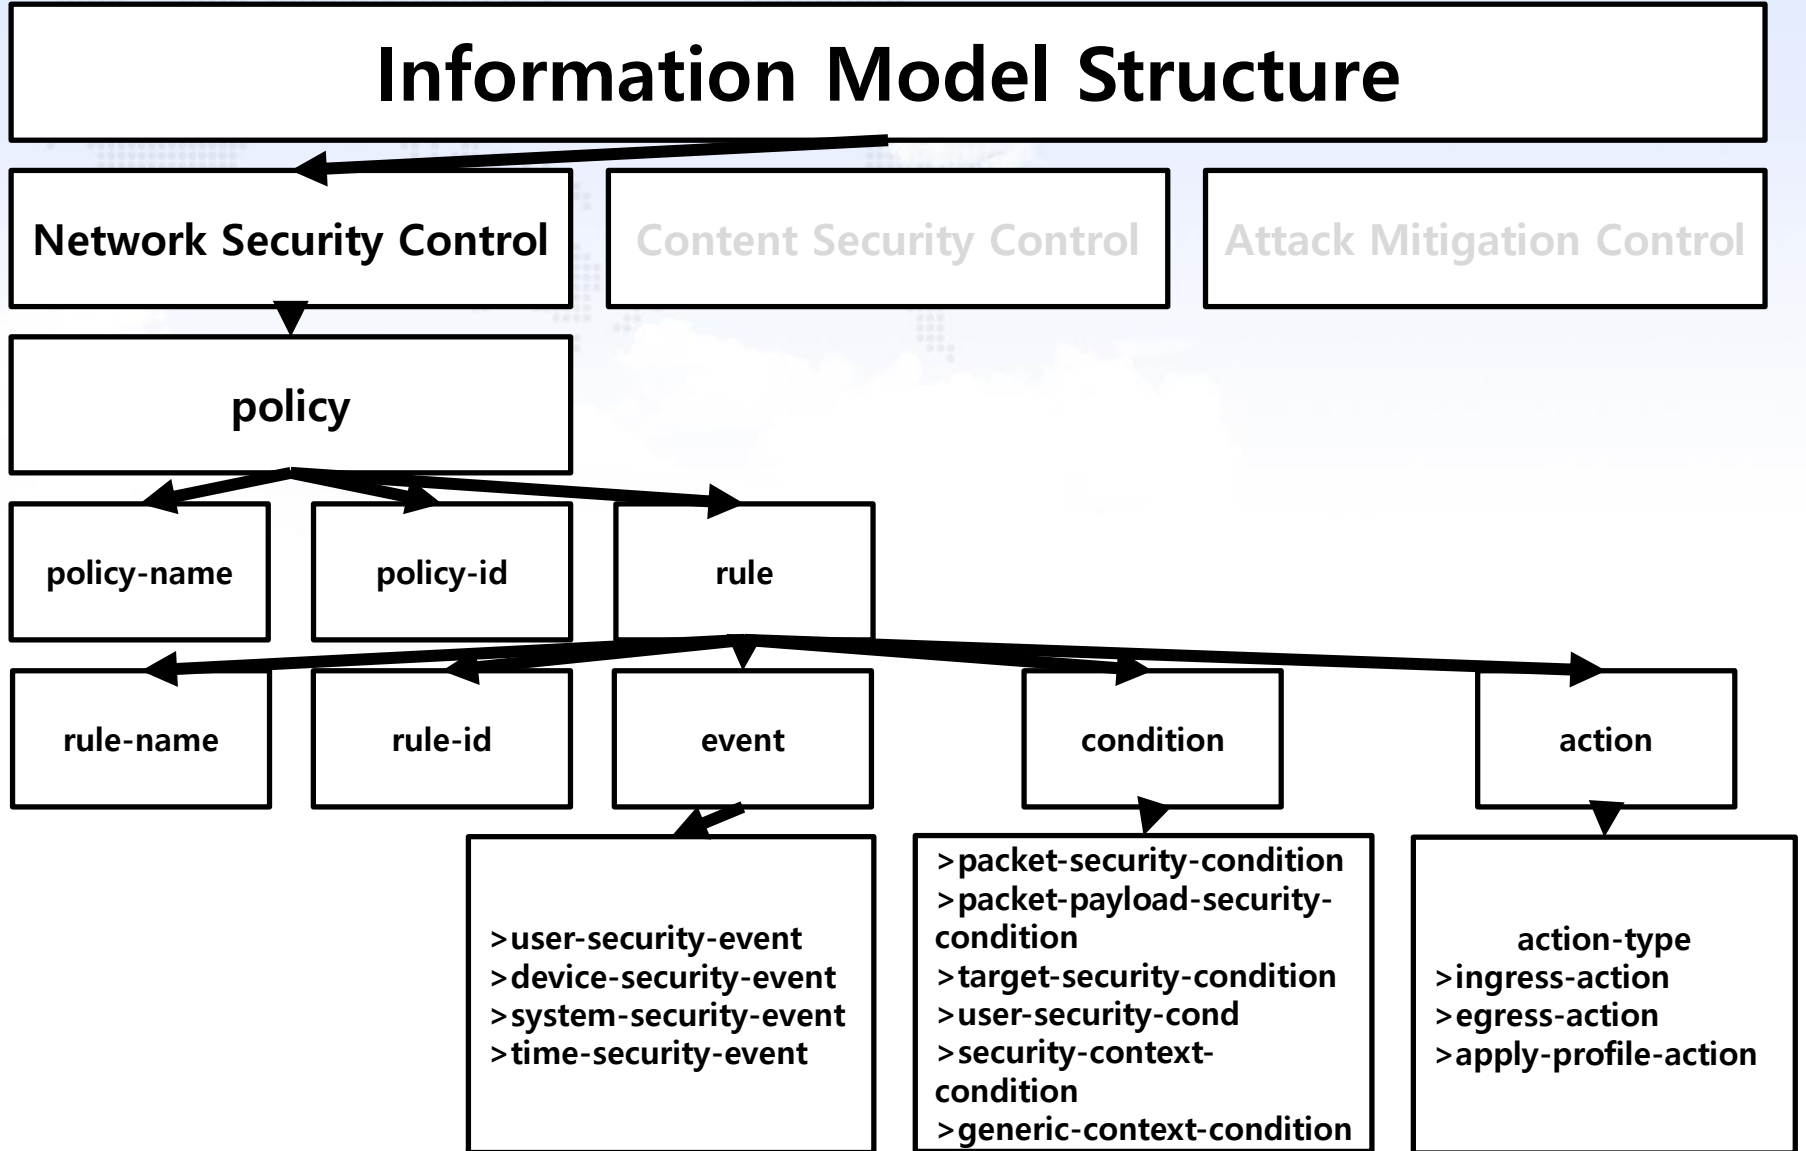 Information Model Structure
Network Security Control
Content Security Control
Attack Mitigation Control
policy
policy-name
policy-id
rule
rule-name
rule-id
event
condition
action
>user-security-event
>device-security-event
>system-security-event
>time-security-event
>packet-security-condition
>packet-payload-security-
condition
>target-security-condition
>user-security-cond
>security-context-
condition
>generic-context-condition
action-type
>ingress-action
>egress-action
>apply-profile-action